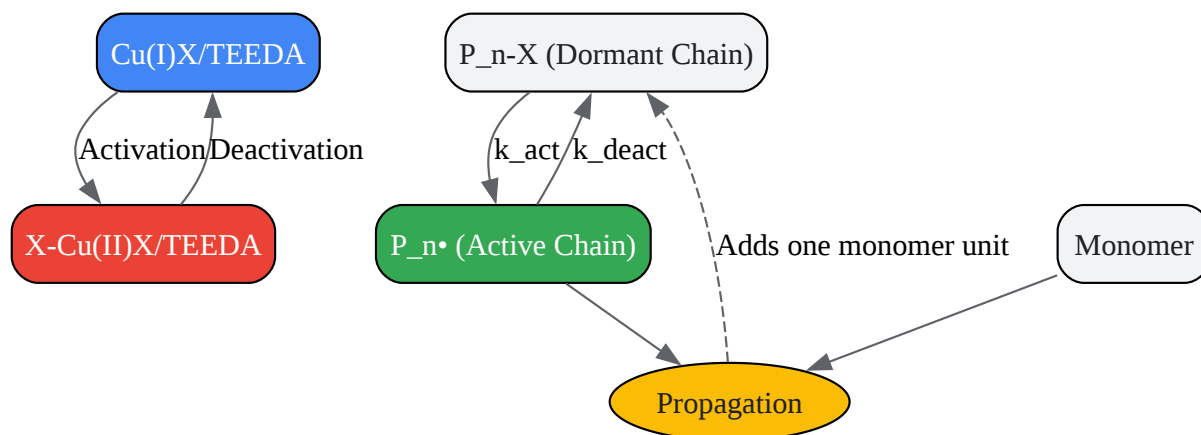 Cu(I)X/TEEDA
P_n-X (Dormant Chain)
Activation
Deactivation
k_act
k_deact
X-Cu(II)X/TEEDA
P_n• (Active Chain)
Adds one monomer unit
Monomer
Propagation